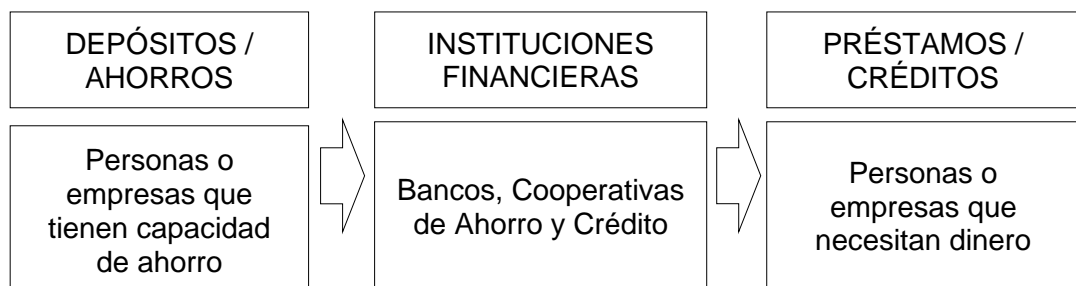 DEPÓSITOS /
AHORROS
INSTITUCIONES
FINANCIERAS
PRÉSTAMOS /
CRÉDITOS
Personas o
empresas que
tienen capacidad
de ahorro
Bancos, Cooperativas
de Ahorro y Crédito
Personas o
empresas que
necesitan dinero